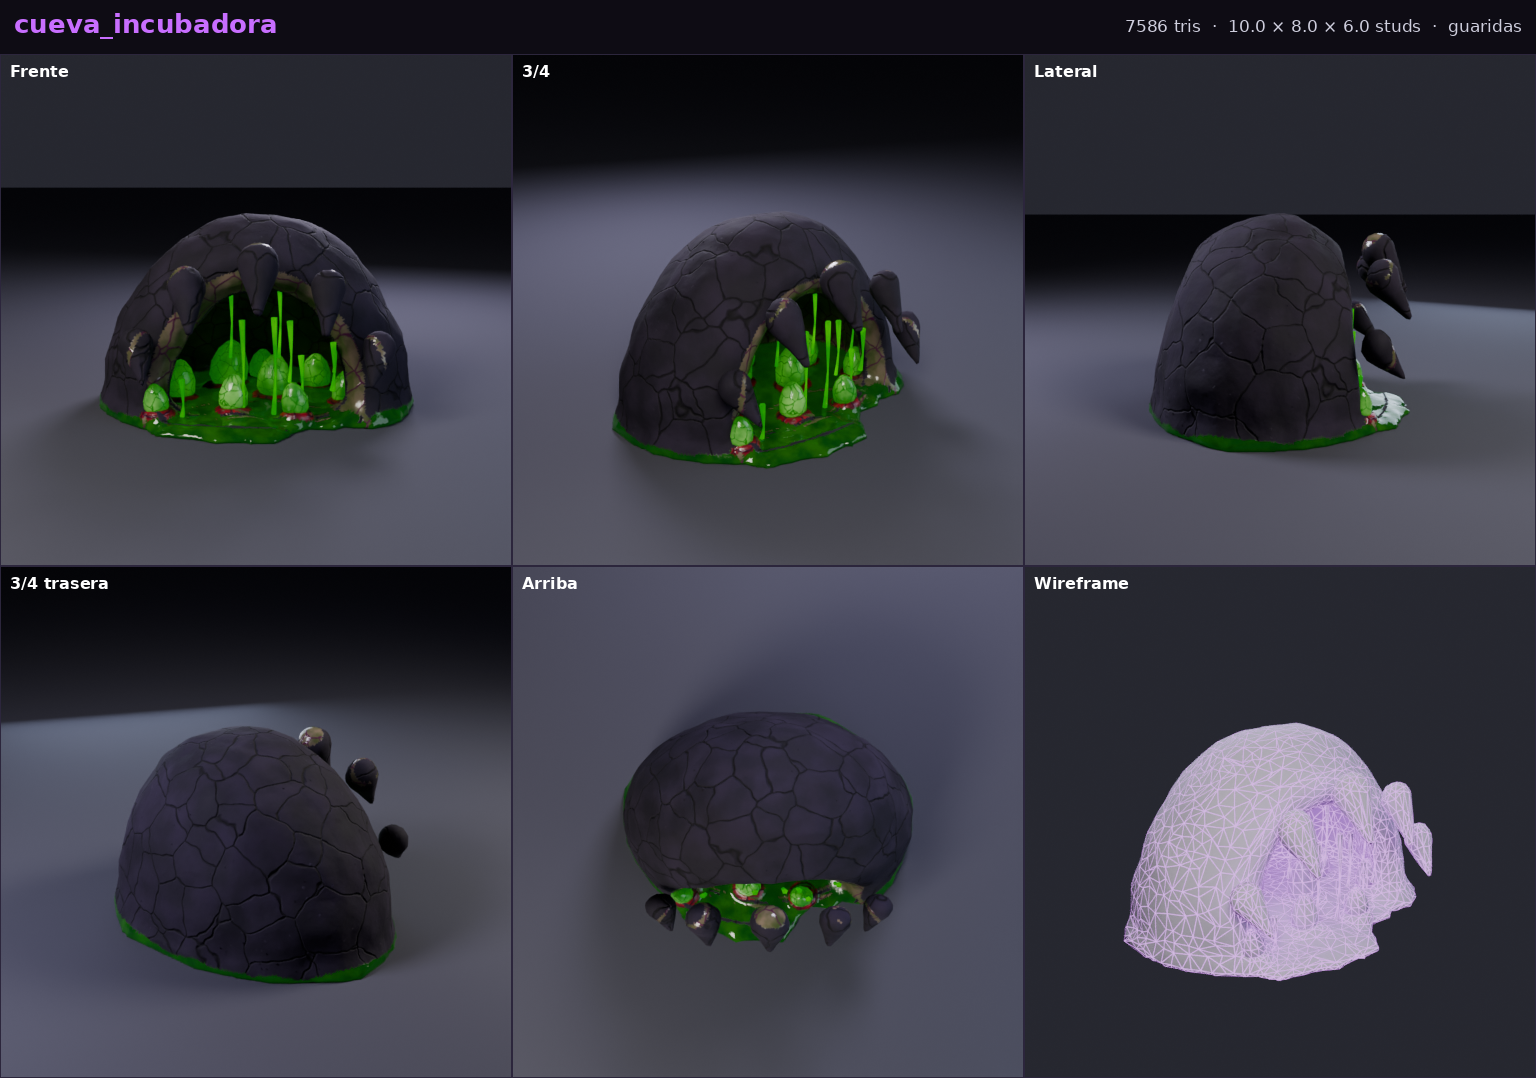 cueva_incubadora
7586 tris · 10.0 × 8.0 × 6.0 studs · guaridas
Frente
3/4
Lateral
3/4 trasera
Arriba
Wireframe